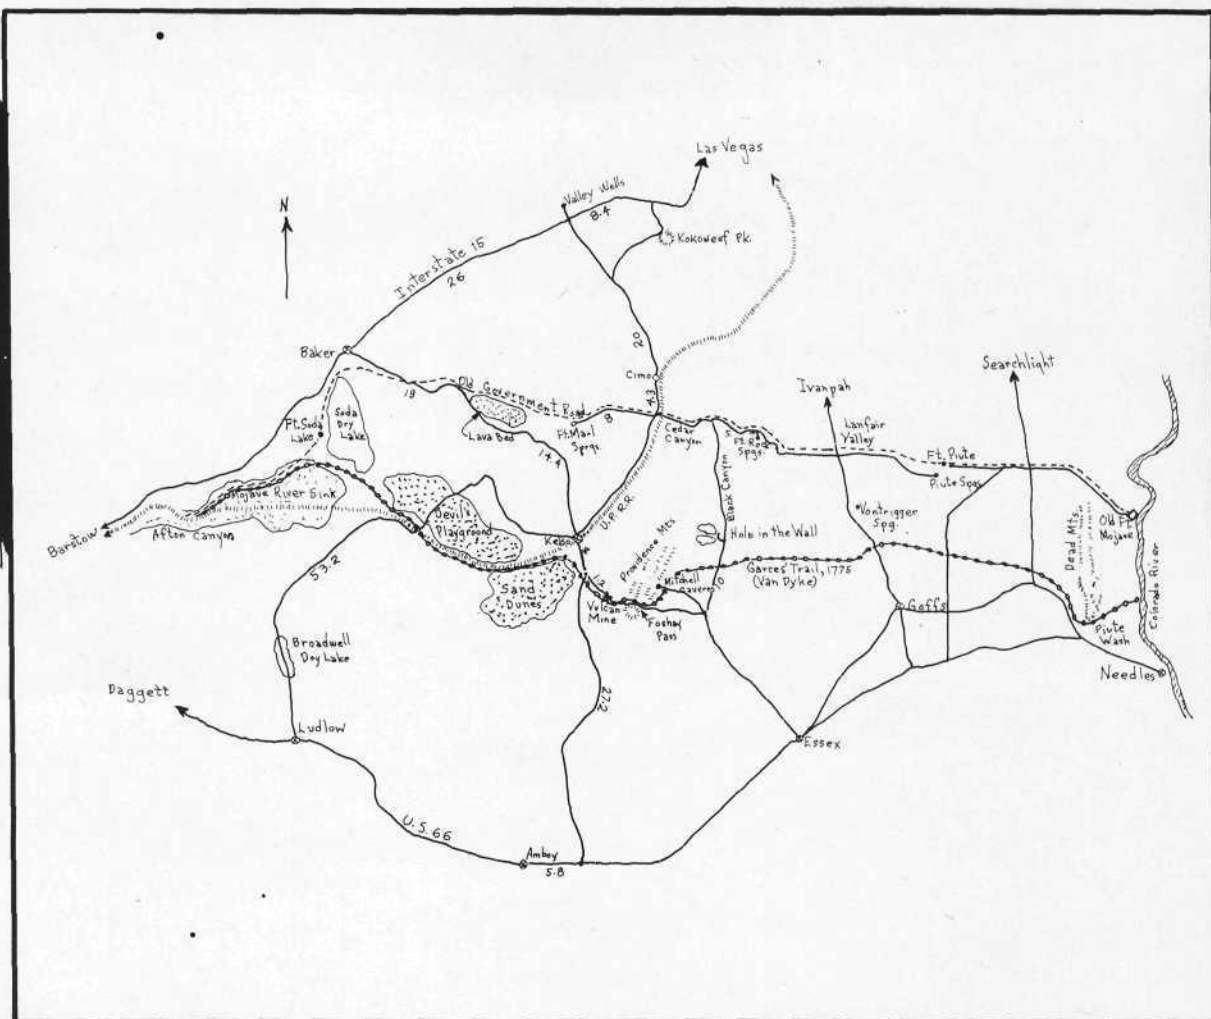 Las Vegas
N
Valley Wells
8.4
Kokoweef Pk.
Interstate 15
26
20
Baker
Cima
4.3
Searchlight
Ivanpah
19
Old Government Road
8
Lava Bed
Ft. Marl
Sprgs.
Cedar
Canyon
5
Ft. Rock
Spgs.
Lanfair
Valley
Ft. Soda
Lake
Soda
Dry
Lake
14.4
Ft. Piute
Piute Spgs.
Black Canyon
Mojave River Sink
Devil's
Playground
U.P.R.R.
Vontrigger
Spg.
Old Ft.
Mojave
Barstow
Afton Canyon
Kelso
Hole in the Wall
Providence Mts
Dead Mts.
Colorado River
53.2
Mitchell
Caverns
10
Garces' Trail, 1775
(Van Dyke)
Sand
Dunes
Vulcan
Mine
Foshay
Pass
Goffs
Piute
Wash
Broadwell
Dry Lake
Needles
Daggett
27.2
Ludlow
Essex
U.S. 66
Amboy
5.8